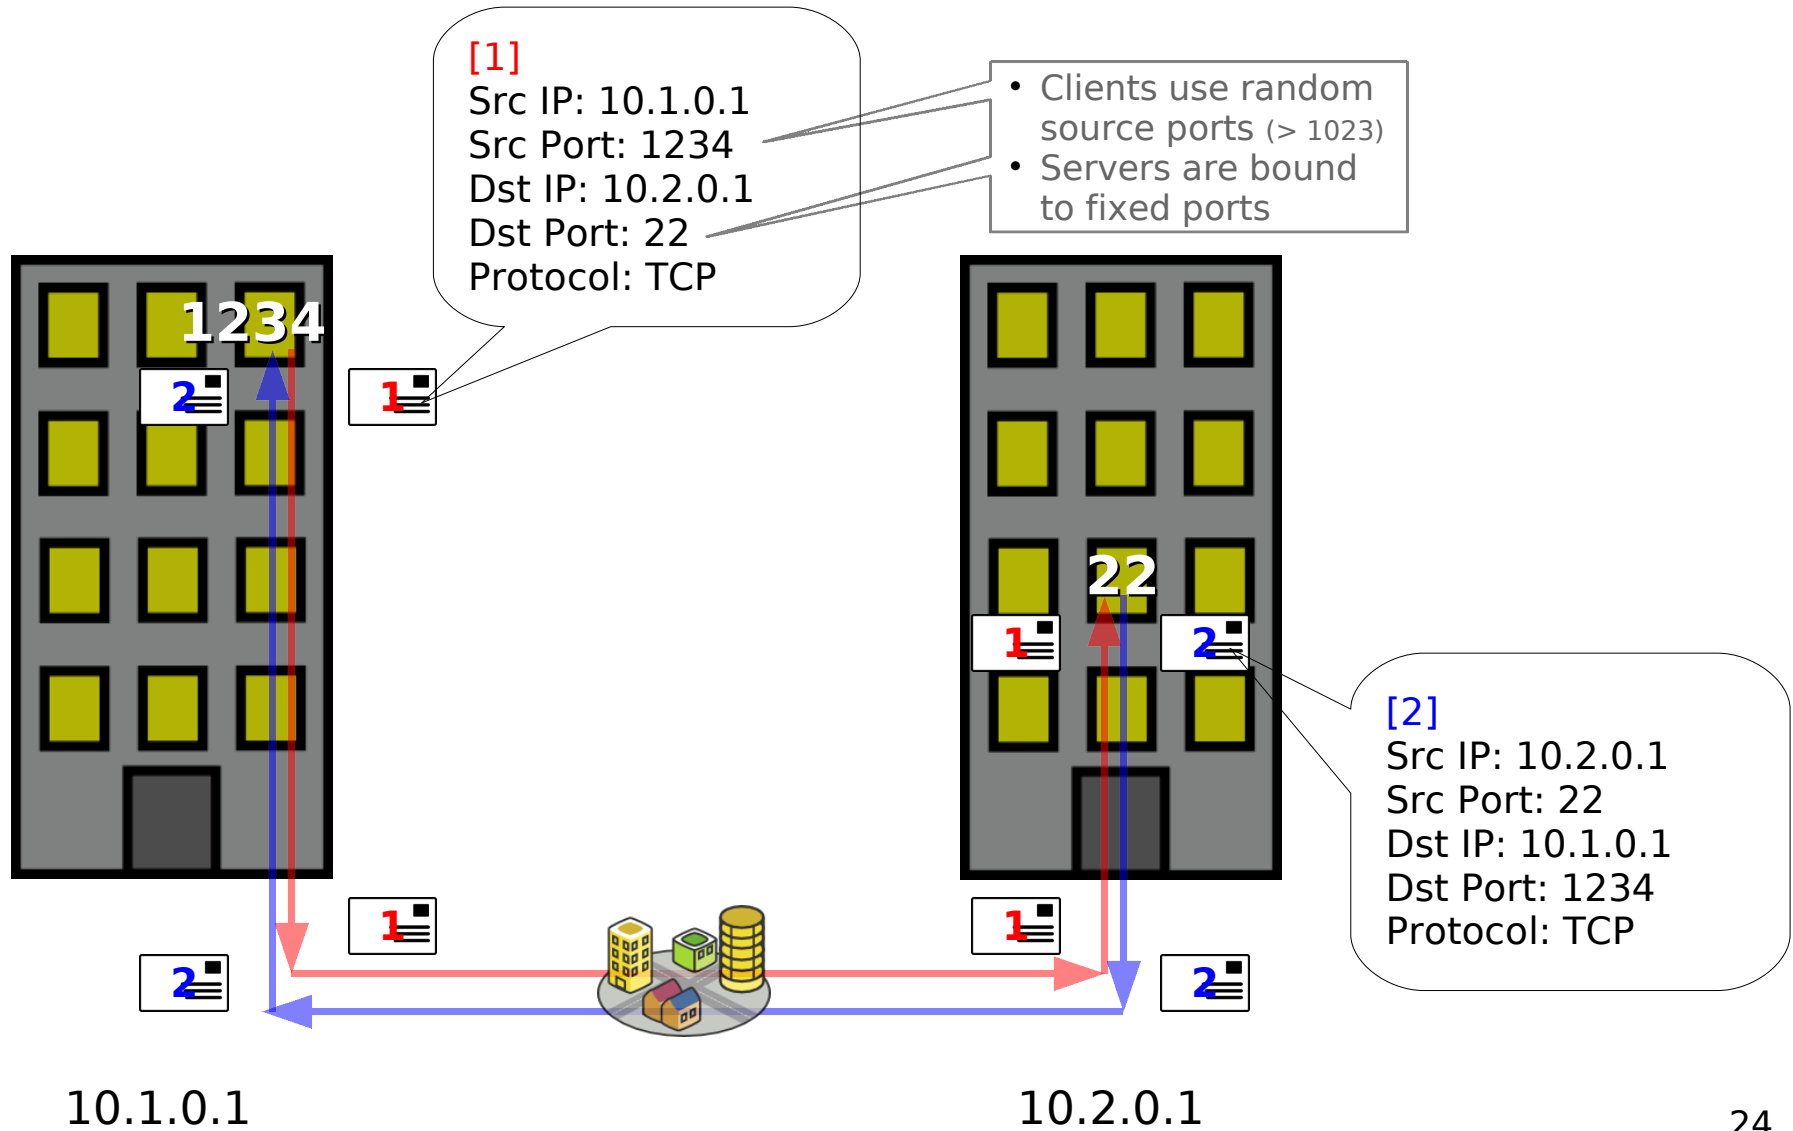 [1]
Src IP: 10.1.0.1
Src Port: 1234
Dst IP: 10.2.0.1
Dst Port: 22
Protocol: TCP
• Clients use random
source ports (> 1023)
• Servers are bound
to fixed ports
1234
2
1
22
1
2
[2]
Src IP: 10.2.0.1
Src Port: 22
Dst IP: 10.1.0.1
Dst Port: 1234
Protocol: TCP
1
1
2
2
10.1.0.1
10.2.0.1
24